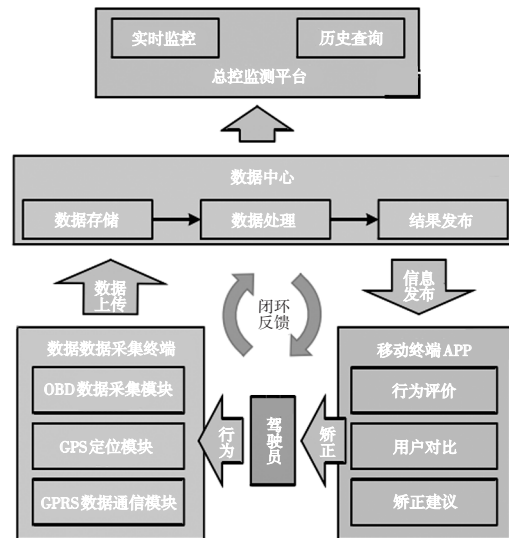 实时监控
历史查询
总控监测平台
数据中心
数据存储
数据处理
结果发布
数据
上传
闭环
反馈
信息
发布
数据数据采集终端
OBD数据采集模块
GPS定位模块
GPRS数据通信模块
行为
驾驶员
矫正
移动终端APP
行为评价
用户对比
矫正建议